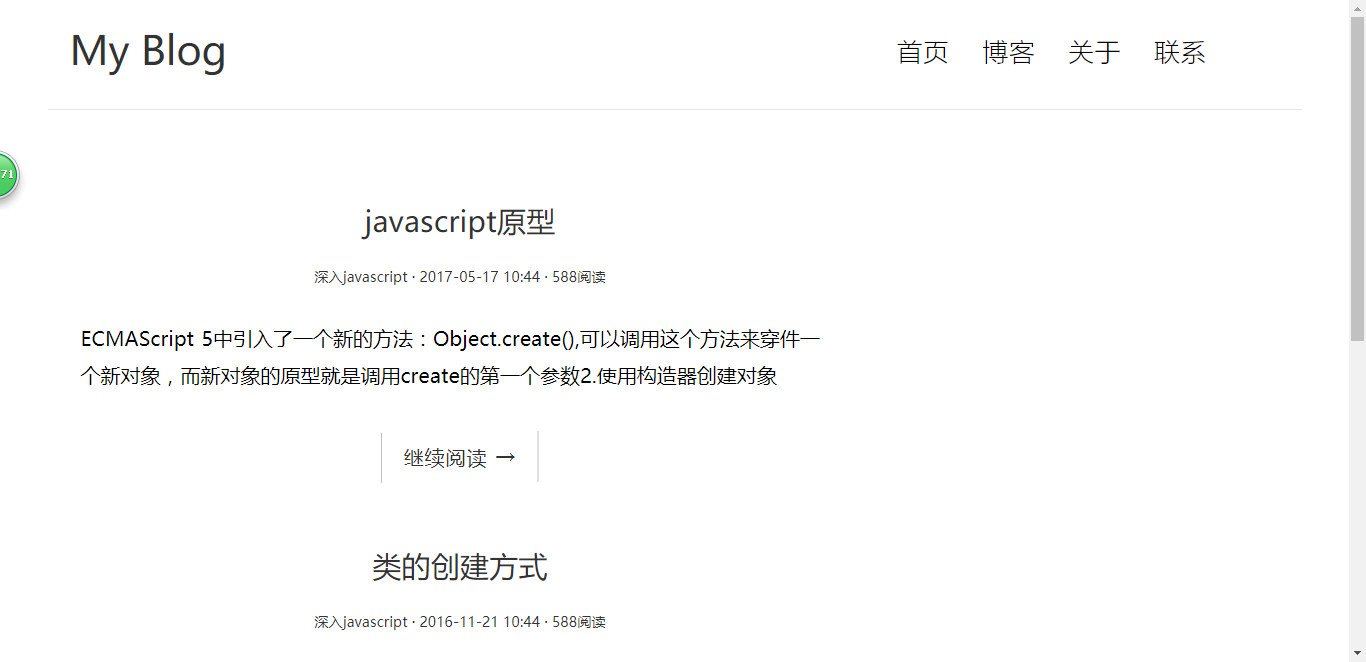 My Blog
首页 博客 关于 联系
71
javascript原型
深入javascript · 2017-05-17 10:44 · 588阅读
ECMAScript 5中引入了一个新的方法：Object.create(),可以调用这个方法来穿件一
个新对象，而新对象的原型就是调用create的第一个参数2.使用构造器创建对象
继续阅读 →
类的创建方式
深入javascript · 2016-11-21 10:44 · 588阅读